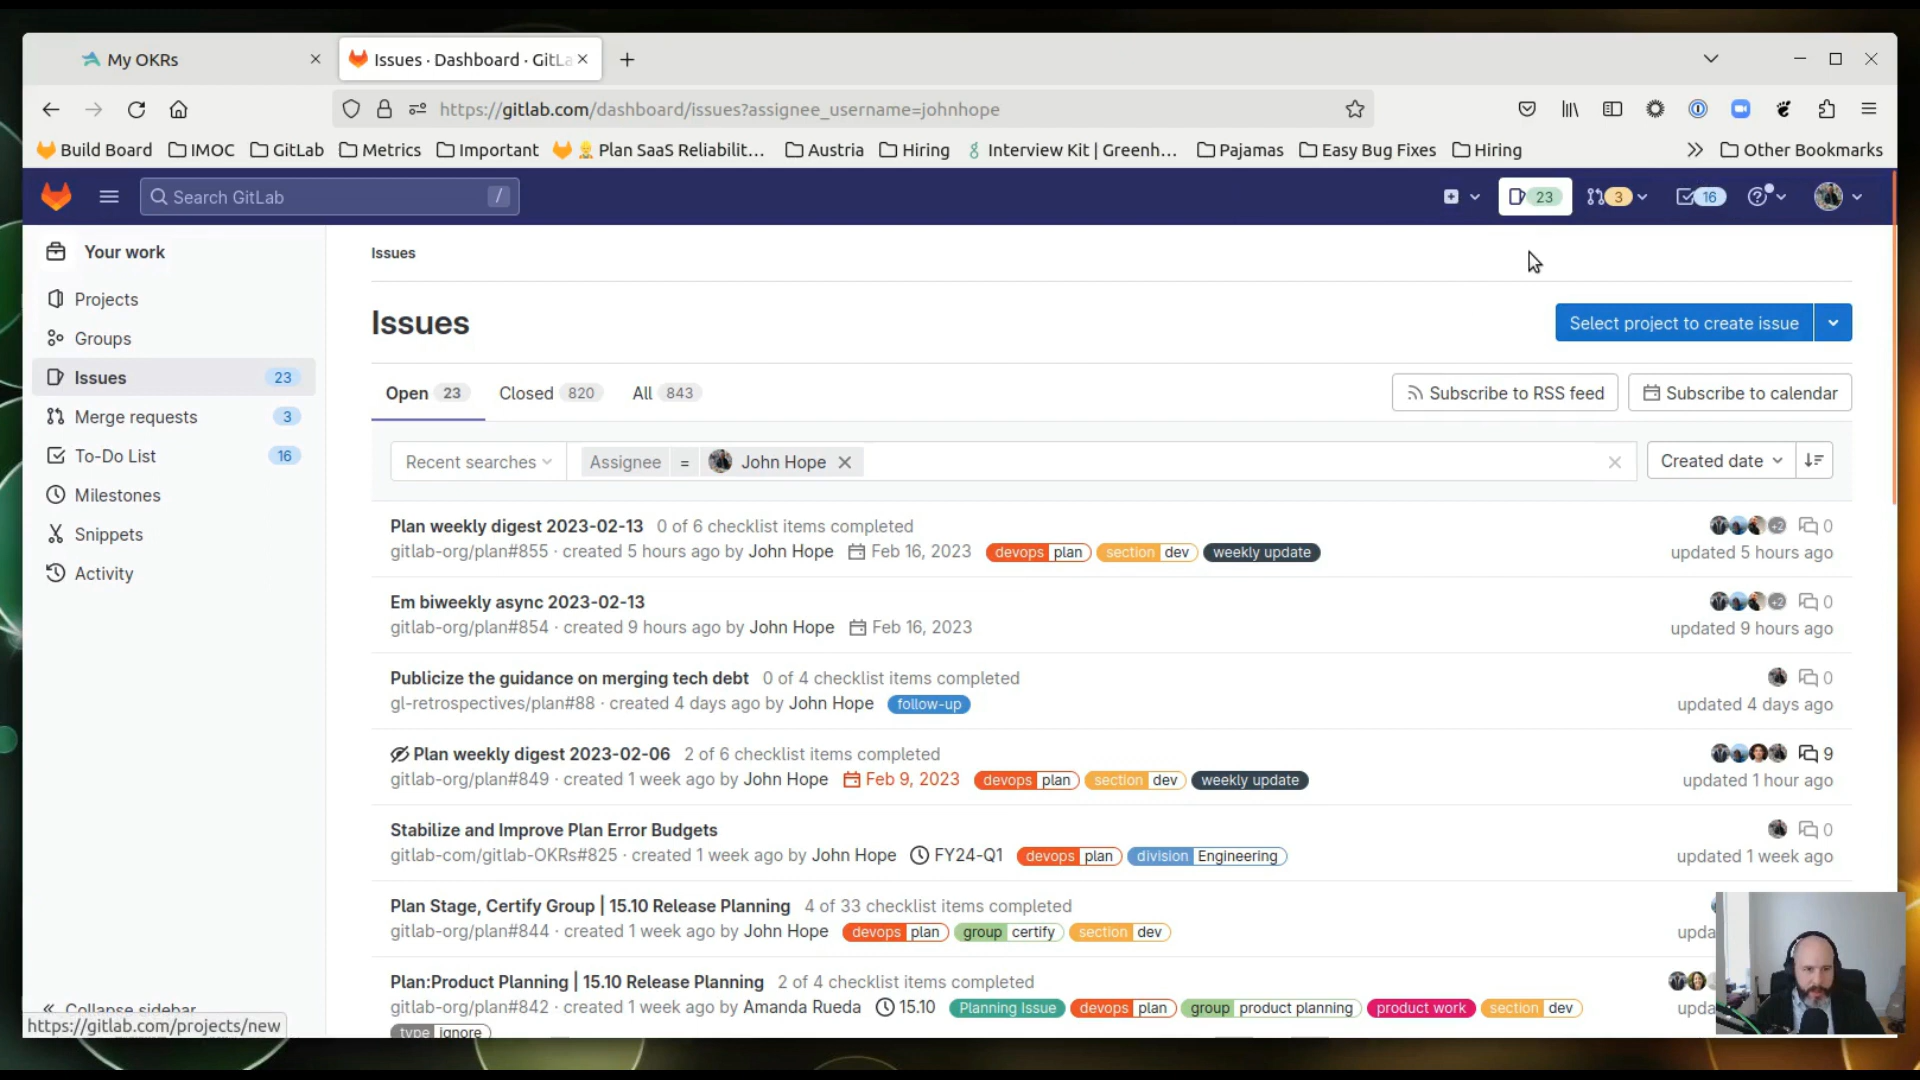 My OKRs
Issues · Dashboard · GitLa
https://gitlab.com/dashboard/issues?assignee_username=johnhope
Build Board IMOC GitLab Metrics Important Plan SaaS Reliabilit... Austria Hiring Interview Kit | Greenh... Pajamas Easy Bug Fixes Hiring Other Bookmarks
Search GitLab /
23 3 16
Your work
Projects
Groups
Issues 23
Merge requests 3
To-Do List 16
Milestones
Snippets
Activity
Collapse sidebar
https://gitlab.com/projects/new
Issues
Issues
Select project to create issue
Open 23 Closed 820 All 843
Subscribe to RSS feed Subscribe to calendar
Recent searches Assignee = John Hope
Created date
Plan weekly digest 2023-02-13 0 of 6 checklist items completed +2 0
gitlab-org/plan#855 · created 5 hours ago by John Hope Feb 16, 2023 devops plan section dev weekly update updated 5 hours ago
Em biweekly async 2023-02-13 +2 0
gitlab-org/plan#854 · created 9 hours ago by John Hope Feb 16, 2023 updated 9 hours ago
Publicize the guidance on merging tech debt 0 of 4 checklist items completed 0
gl-retrospectives/plan#88 · created 4 days ago by John Hope follow-up updated 4 days ago
Plan weekly digest 2023-02-06 2 of 6 checklist items completed 9
gitlab-org/plan#849 · created 1 week ago by John Hope Feb 9, 2023 devops plan section dev weekly update updated 1 hour ago
Stabilize and Improve Plan Error Budgets 0
gitlab-com/gitlab-OKRs#825 · created 1 week ago by John Hope FY24-Q1 devops plan division Engineering updated 1 week ago
Plan Stage, Certify Group | 15.10 Release Planning 4 of 33 checklist items completed
gitlab-org/plan#844 · created 1 week ago by John Hope devops plan group certify section dev upda
Plan:Product Planning | 15.10 Release Planning 2 of 4 checklist items completed
gitlab-org/plan#842 · created 1 week ago by Amanda Rueda 15.10 Planning Issue devops plan group product planning product work section dev upda
type ignore